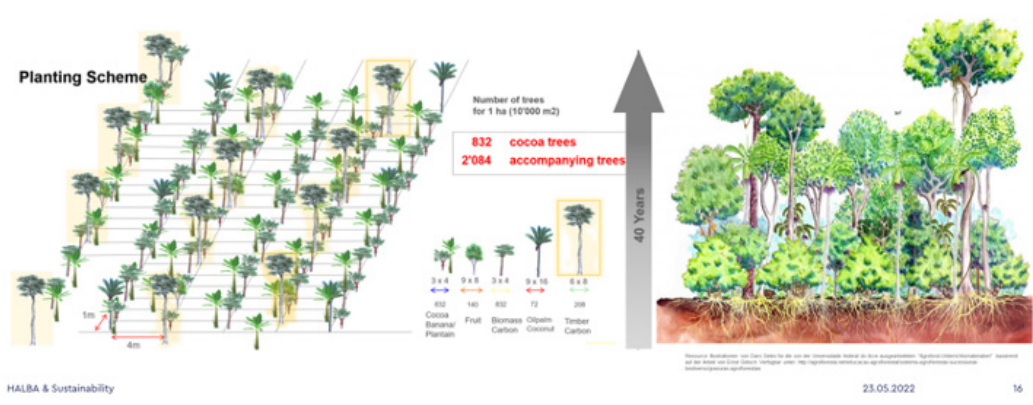 Planting Scheme
Number of trees
for 1 ha (10'000 m2)
832 cocoa trees
2'084 accompanying trees
40 Years
3 x 4 9 x 8 3 x 4 9 x 16 6 x 8
832 140 832 72 208
Cocoa Banana/ Plantain
Fruit
Biomass Carbon
Oilpalm Coconut
Timber Carbon
1m
4m
HALBA & Sustainability
23.05.2022
16